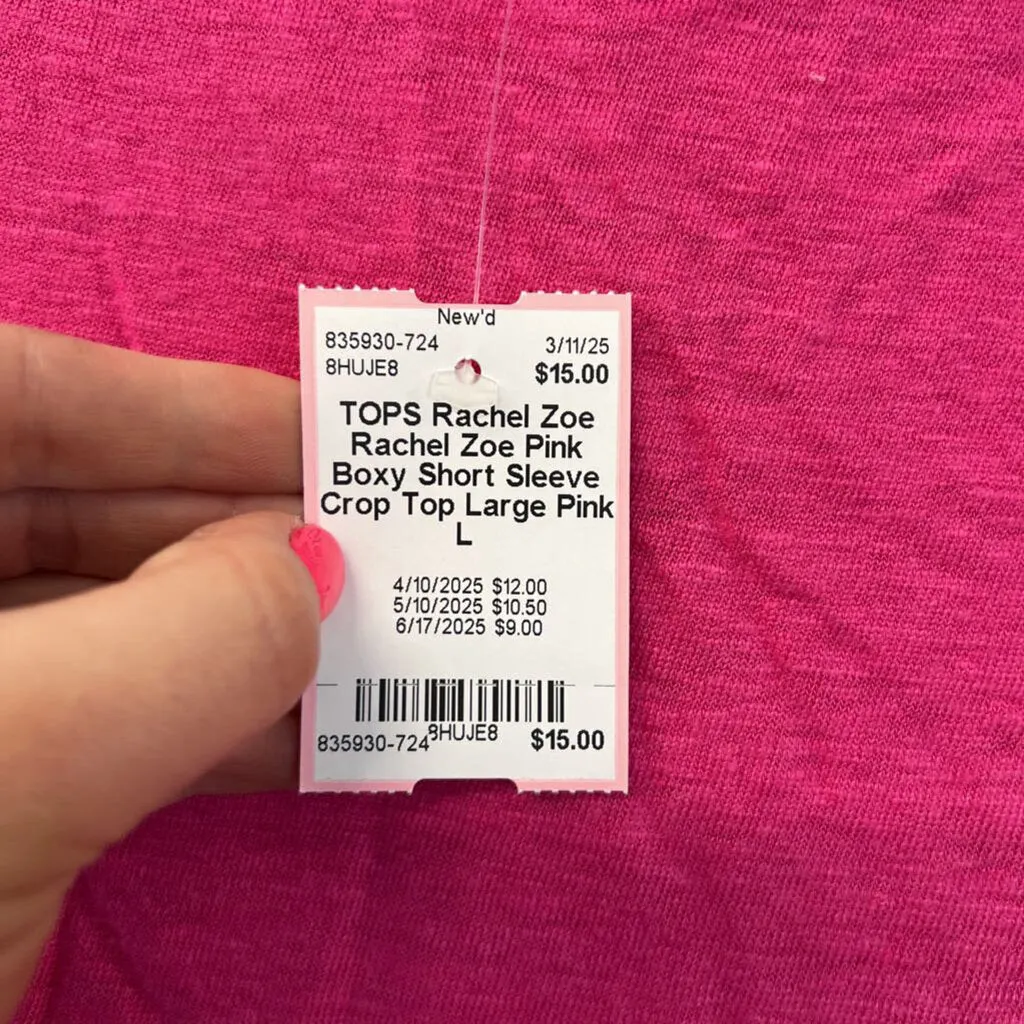 New'd
835930-724 3/11/25
8HUJE8 $15.00
TOPS Rachel Zoe
Rachel Zoe Pink
Boxy Short Sleeve
Crop Top Large Pink
L
4/10/2025 $12.00
5/10/2025 $10.50
6/17/2025 $9.00
835930-724 8HUJE8 $15.00